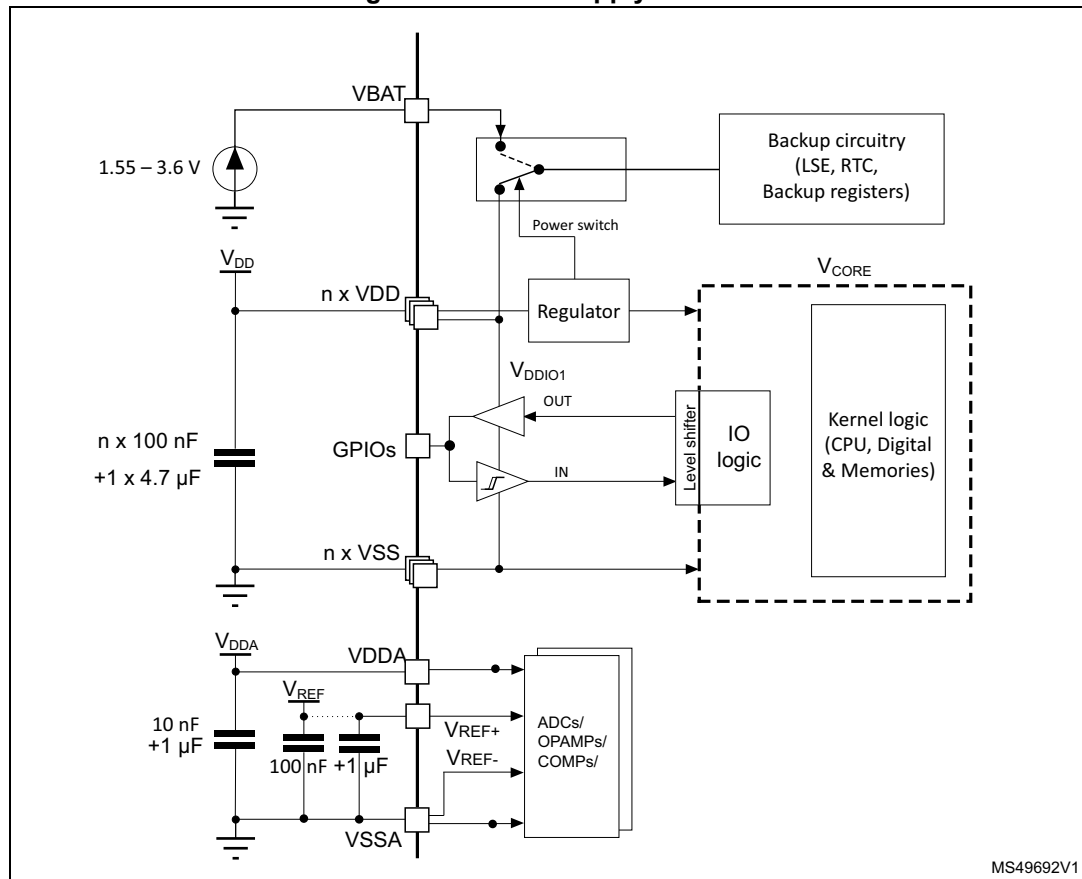 VBAT
1.55 – 3.6 V
Backup circuitry
(LSE, RTC,
Backup registers)
Power switch
VDD
VCORE
n x VDD
Regulator
VDDIO1
OUT
Level shifter
IO
logic
Kernel logic
(CPU, Digital
& Memories)
n x 100 nF
+1 x 4.7 µF
GPIOs
IN
n x VSS
VDDA
VDDA
VREF
10 nF
+1 µF
100 nF
+1 µF
VREF+
VREF-
ADCs/
OPAMPs/
COMPs/
VSSA
MS49692V1